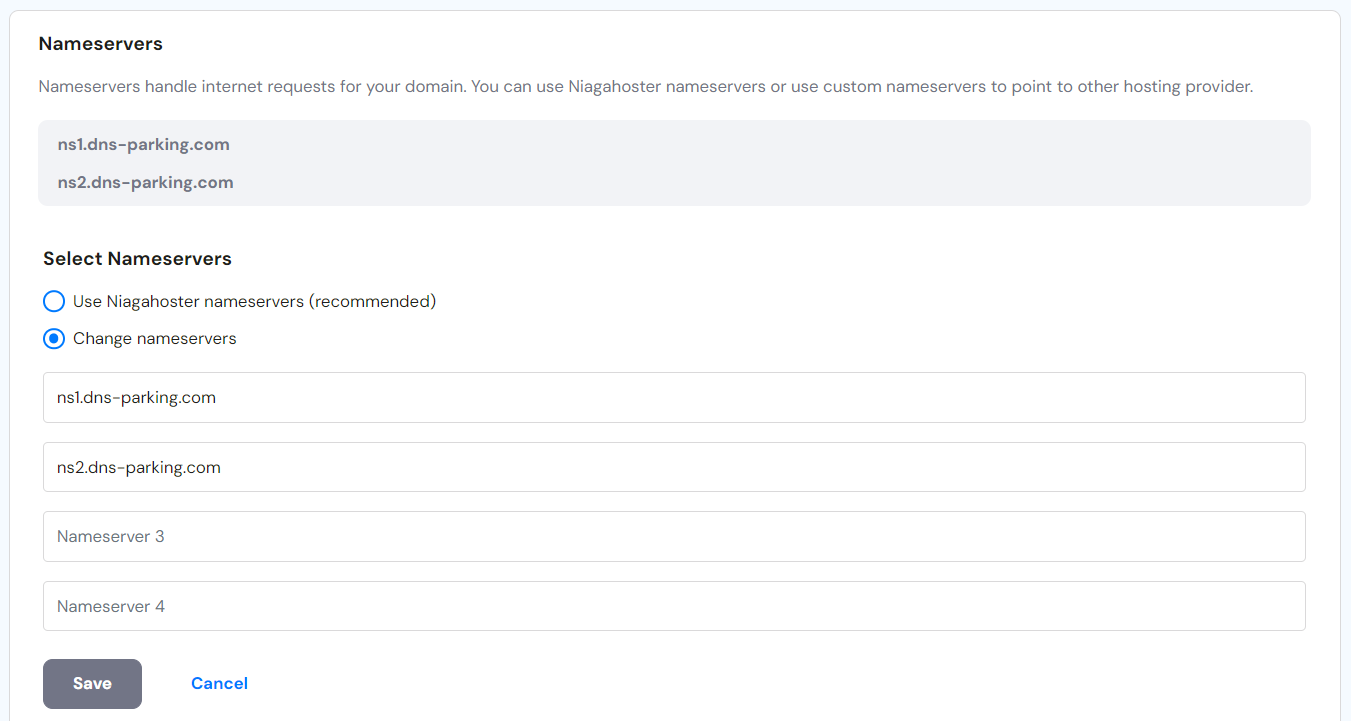 Nameservers
Nameservers handle internet requests for your domain. You can use Niagahoster nameservers or use custom nameservers to point to other hosting provider.
ns1.dns-parking.com
ns2.dns-parking.com
Select Nameservers
Use Niagahoster nameservers (recommended)
Change nameservers
ns1.dns-parking.com
ns2.dns-parking.com
Nameserver 3
Nameserver 4
Save
Cancel